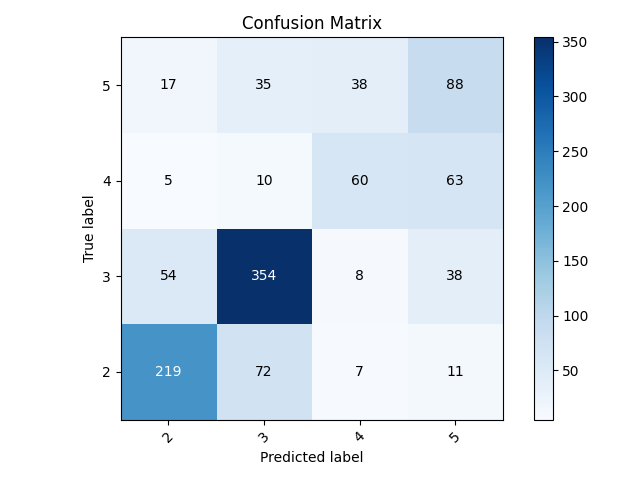 Confusion Matrix
True label
5 17 35 38 88
4 5 10 60 63
3 54 354 8 38
2 219 72 7 11
2 3 4 5
Predicted label
350
300
250
200
150
100
50